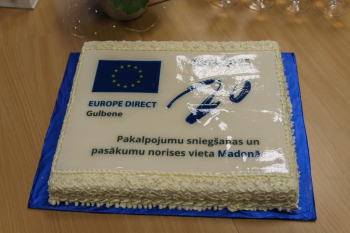 EUROPE DIRECT
Gulbene
Pakalpojumu sniegšanas un
pasākumu norises vieta Madonā